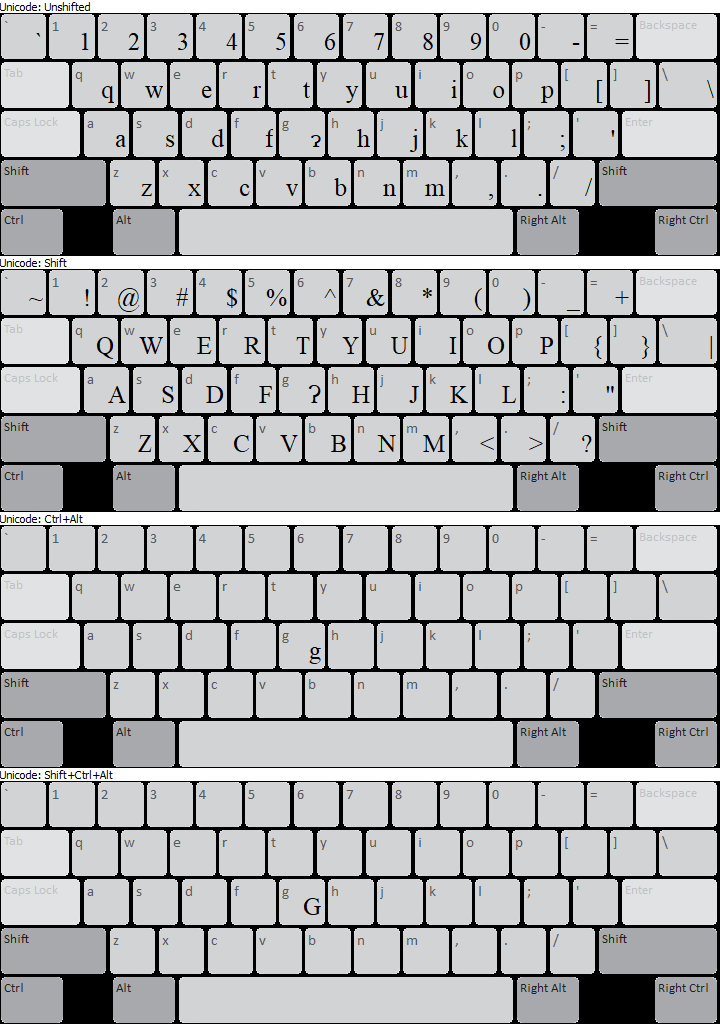 Unicode: Unshifted
` ` 1 1 2 2 3 3 4 4 5 5 6 6 7 7 8 8 9 9 0 0 - - = = Backspace
Tab q q w w e e r r t t y y u u i i o o p p [ [ ] ] \ \
Caps Lock a a s s d d f f g ɂ h h j j k k l l ; ; ' ' Enter
Shift z z x x c c v v b b n n m m , , . . / / Shift
Ctrl Alt Right Alt Right Ctrl
Unicode: Shift
` ~ 1 ! 2 @ 3 # 4 $ 5 % 6 ^ 7 & 8 * 9 ( 0 ) - _ = + Backspace
Tab q Q w W e E r R t T y Y u U i I o O p P [ { ] } \ |
Caps Lock a A s S d D f F g Ɂ h H j J k K l L ; : ' " Enter
Shift z Z x X c C v V b B n N m M , < . > / ? Shift
Ctrl Alt Right Alt Right Ctrl
Unicode: Ctrl+Alt
` 1 2 3 4 5 6 7 8 9 0 - = Backspace
Tab q w e r t y u i o p [ ] \
Caps Lock a s d f g g h j k l ; ' Enter
Shift z x c v b n m , . / Shift
Ctrl Alt Right Alt Right Ctrl
Unicode: Shift+Ctrl+Alt
` 1 2 3 4 5 6 7 8 9 0 - = Backspace
Tab q w e r t y u i o p [ ] \
Caps Lock a s d f g G h j k l ; ' Enter
Shift z x c v b n m , . / Shift
Ctrl Alt Right Alt Right Ctrl